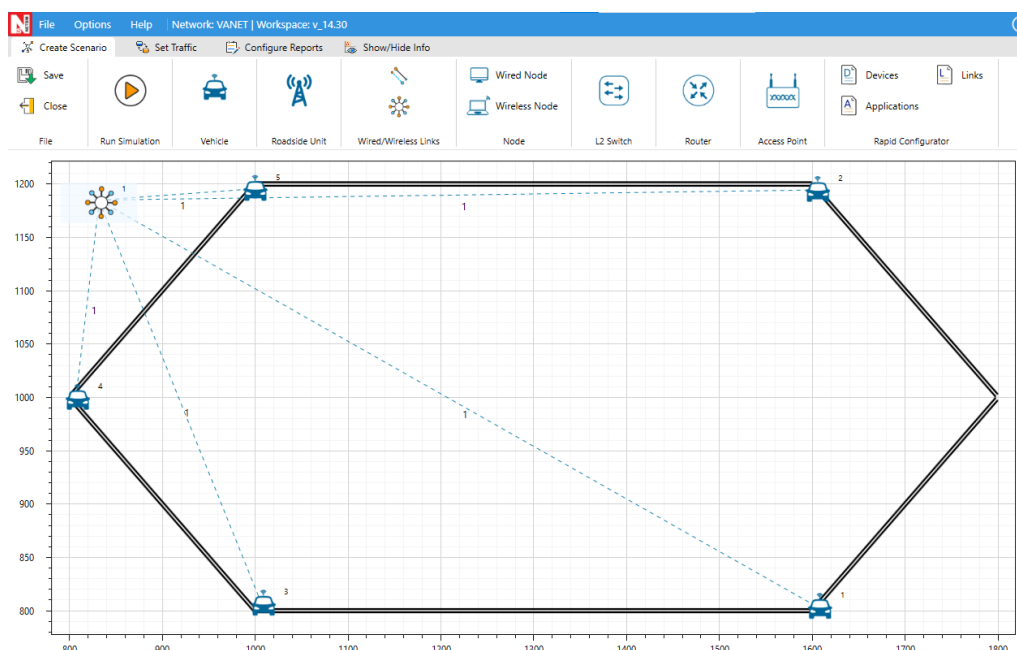 N
File Options Help Network: VANET | Workspace: v_14.30
Create Scenario Set Traffic Configure Reports Show/Hide Info
Save Wired Node Devices Links
Close Wireless Node Applications
File Run Simulation Vehicle Roadside Unit Wired/Wireless Links Node L2 Switch Router Access Point Rapid Configurator
5 2
1200 1
1 1
1150
1100
1
1050
4
1000
1 1
950
900
850
3 1
800
800 900 1000 1100 1200 1300 1400 1500 1600 1700 1800